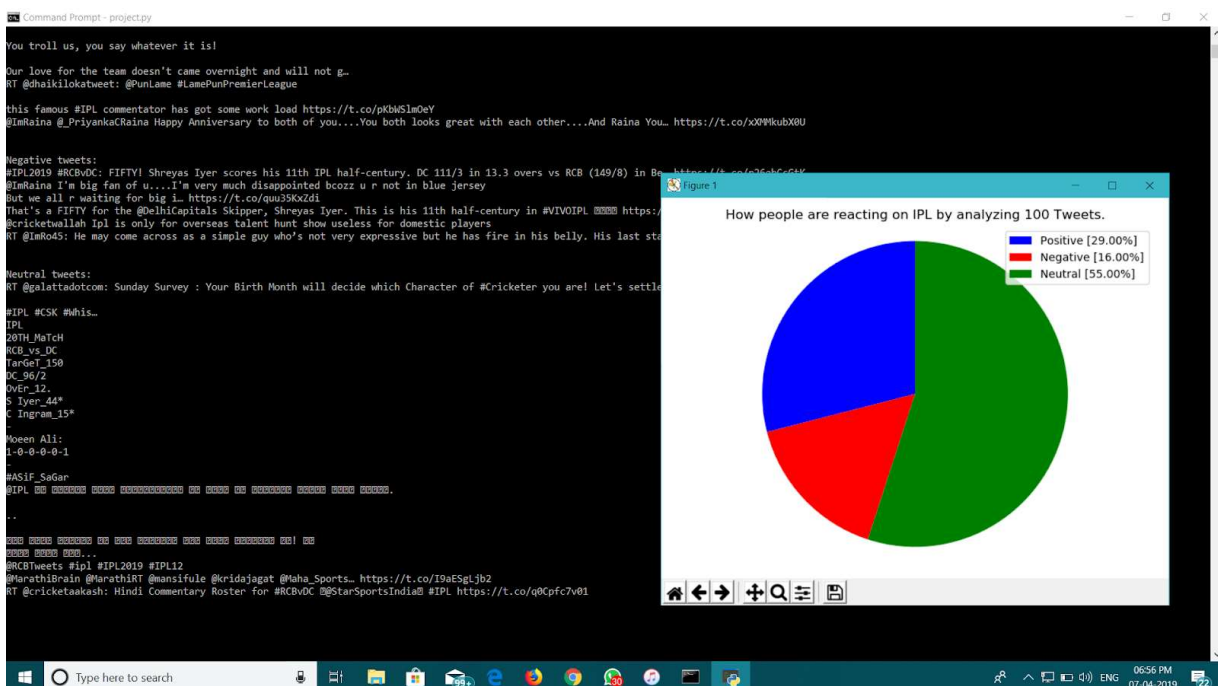 Command Prompt - project.py
You troll us, you say whatever it is!
Our love for the team doesn't came overnight and will not g…
RT @dhaikilokatweet: @PunLame #LamePunPremierLeague
this famous #IPL commentator has got some work load https://t.co/pKbWSlmOeY
@ImRaina @_PriyankaCRaina Happy Anniversary to both of you....You both looks great with each other....And Raina You… https://t.co/xXMMkubX0U
Negative tweets:
#IPL2019 #RCBvDC: FIFTY! Shreyas Iyer scores his 11th IPL half-century. DC 111/3 in 13.3 overs vs RCB (149/8) in Be
@ImRaina I'm big fan of u....I'm very much disappointed bcozz u r not in blue jersey
But we all r waiting for big i… https://t.co/quu35KxZdi
That's a FIFTY for the @DelhiCapitals Skipper, Shreyas Iyer. This is his 11th half-century in #VIVOIPL https:/
@cricketwallah Ipl is only for overseas talent hunt show useless for domestic players
RT @ImRo45: He may come across as a simple guy who's not very expressive but he has fire in his belly. His last sta
Neutral tweets:
RT @galattadotcom: Sunday Survey : Your Birth Month will decide which Character of #Cricketer you are! Let's settle
#IPL #CSK #Whis…
IPL
20TH_MaTcH
RCB_vs_DC
TarGeT_150
DC_96/2
OvEr_12.
S Iyer_44*
C Ingram_15*
-
Moeen Ali:
1-0-0-0-1
-
#ASiF_SaGar
@IPL
..
@RCBTweets #ipl #IPL2019 #IPL12
@MarathiBrain @MarathiRT @mansifule @kridajagat @Maha_Sports… https://t.co/I9aESgLjb2
RT @cricketaakash: Hindi Commentary Roster for #RCBvDC @StarSportsIndia #IPL https://t.co/q0Cpfc7v01
Figure 1
How people are reacting on IPL by analyzing 100 Tweets.
Positive [29.00%]
Negative [16.00%]
Neutral [55.00%]
Type here to search
99+
30
ENG
06:56 PM
07-04-2019
22